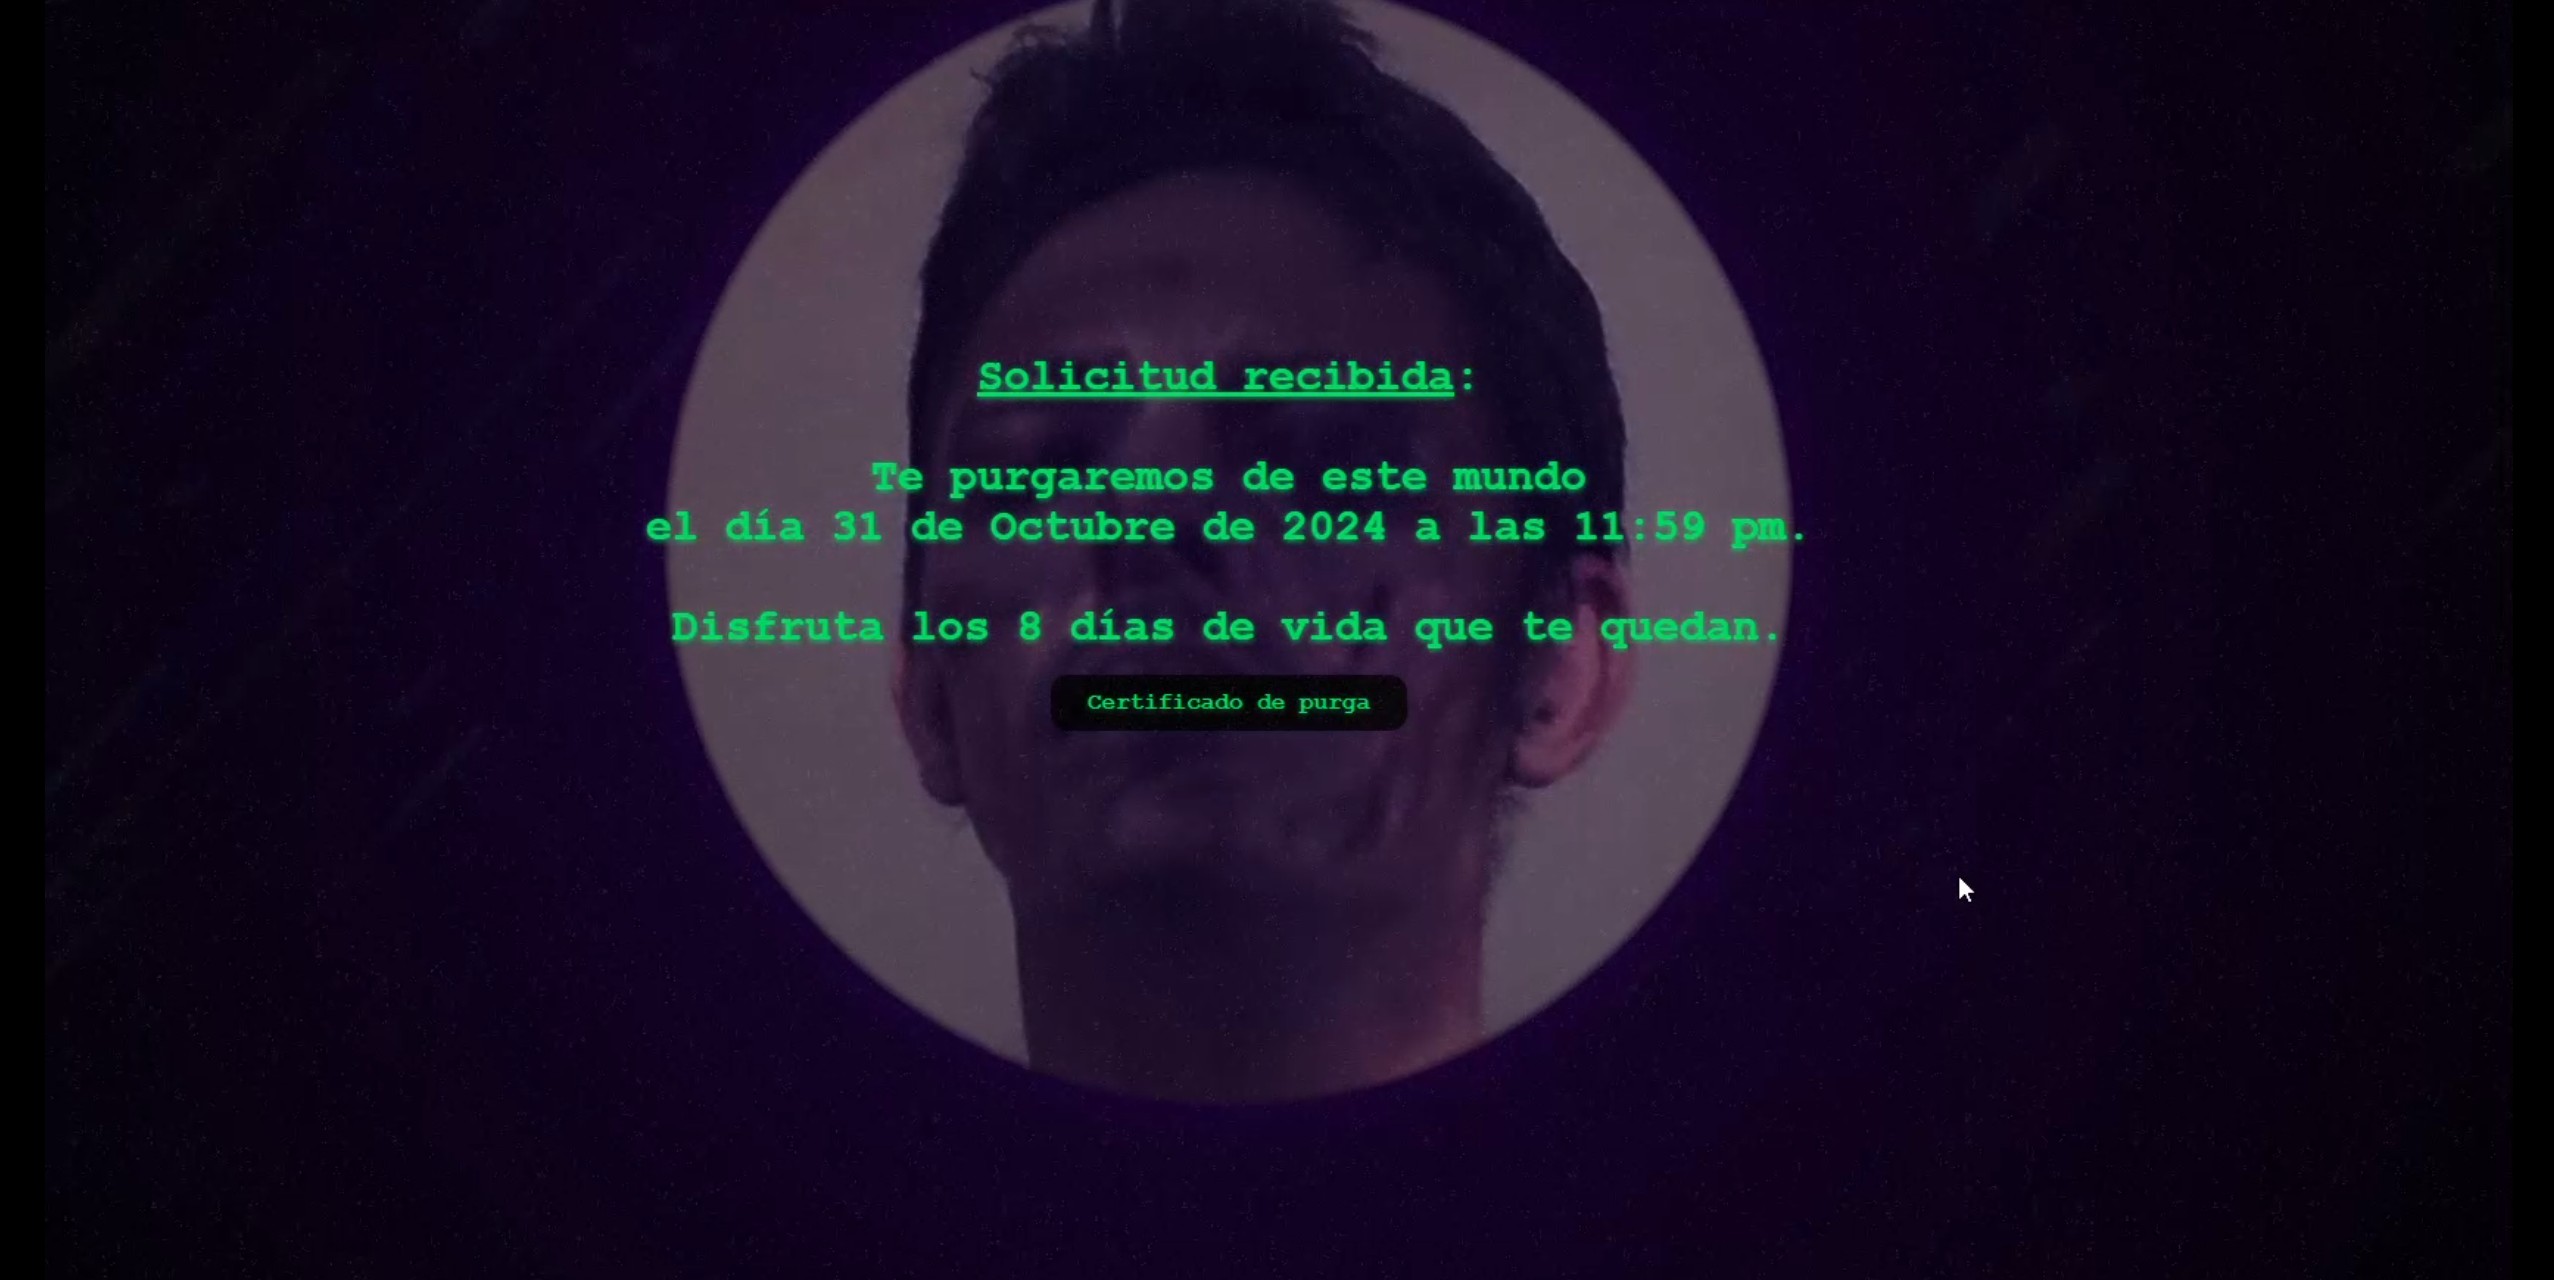 Solicitud recibida:
Te purgaremos de este mundo
el día 31 de Octubre de 2024 a las 11:59 pm.
Disfruta los 8 días de vida que te quedan.
Certificado de purga